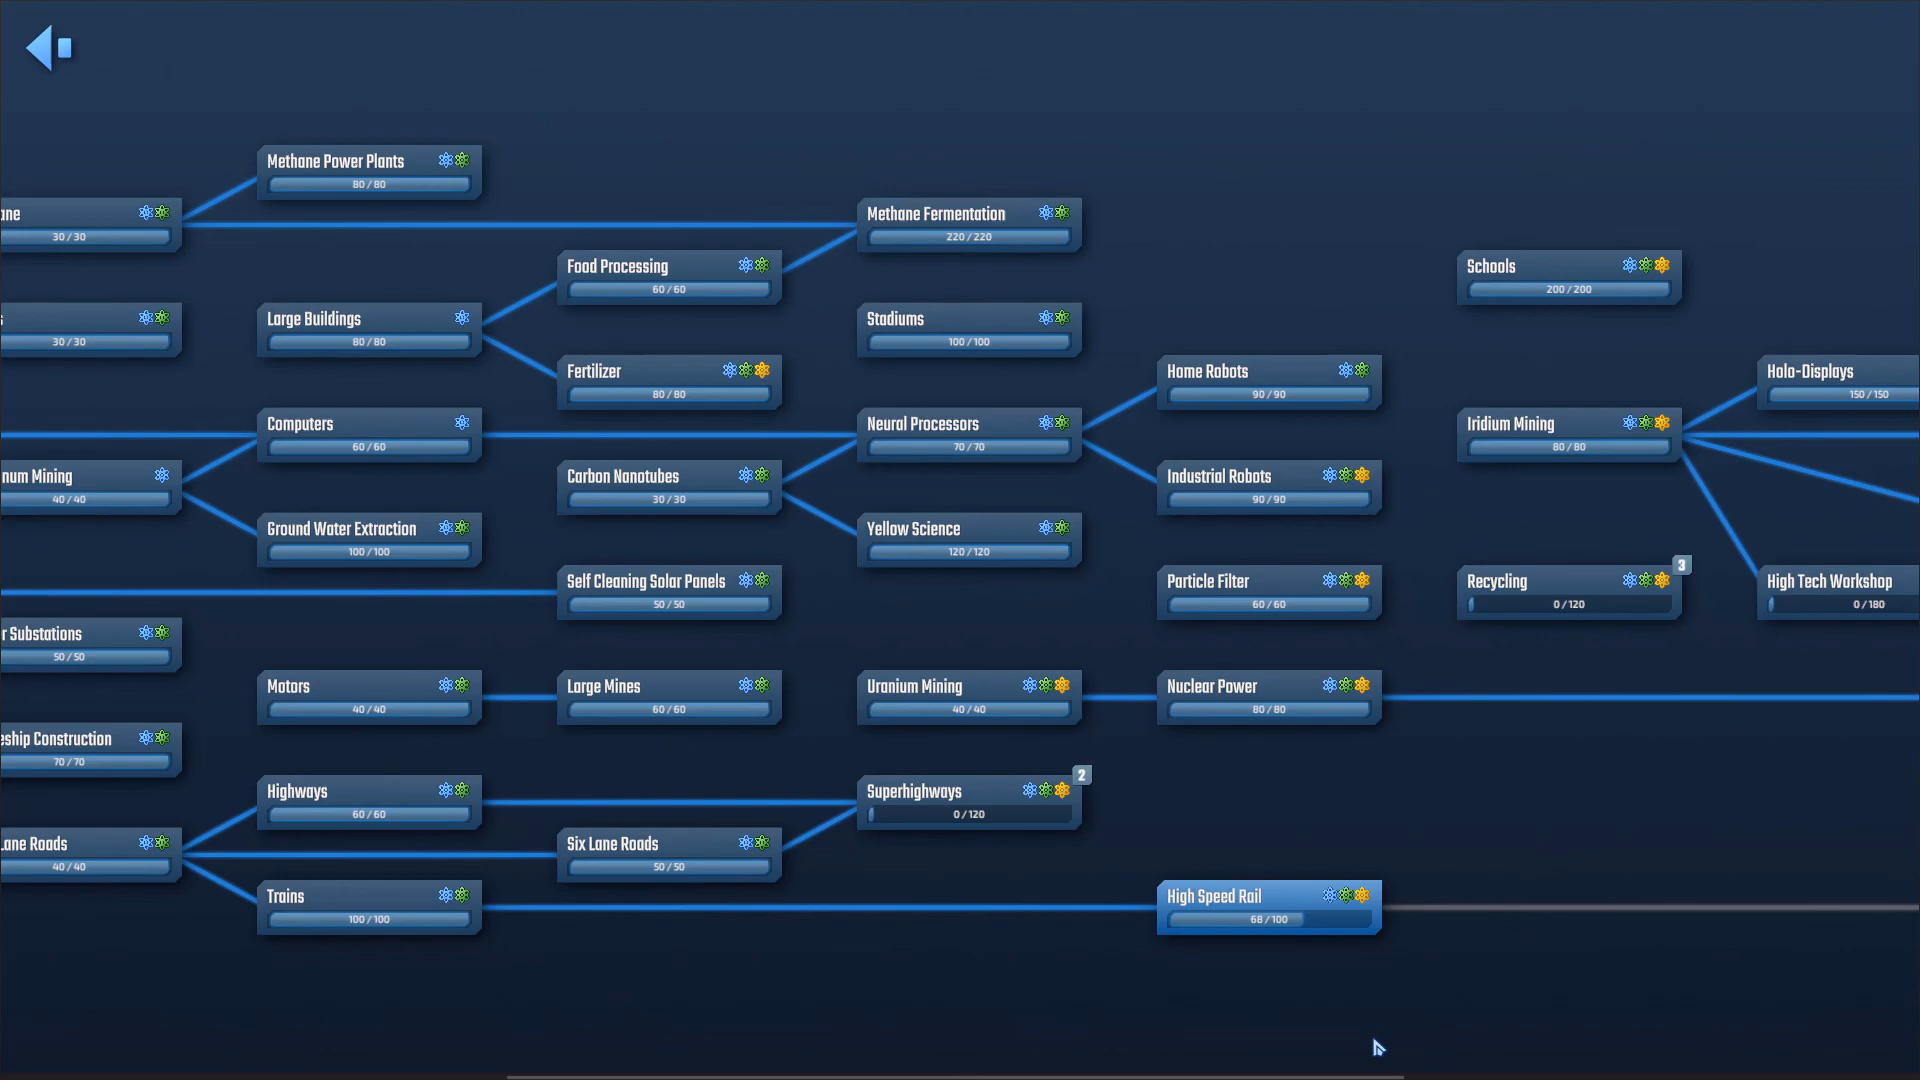 Methane Power Plants
80 / 80
ane
30 / 30
Methane Fermentation
220 / 220
Food Processing
60 / 60
Schools
200 / 200
s
30 / 30
Large Buildings
80 / 80
Stadiums
100 / 100
Fertilizer
80 / 80
Home Robots
90 / 90
Holo-Displays
150 / 150
Computers
60 / 60
Neural Processors
70 / 70
Iridium Mining
80 / 80
num Mining
40 / 40
Carbon Nanotubes
30 / 30
Industrial Robots
90 / 90
Ground Water Extraction
100 / 100
Yellow Science
120 / 120
Self Cleaning Solar Panels
50 / 50
Particle Filter
60 / 60
3
Recycling
0 / 120
High Tech Workshop
0 / 180
r Substations
50 / 50
Motors
40 / 40
Large Mines
60 / 60
Uranium Mining
40 / 40
Nuclear Power
80 / 80
eship Construction
70 / 70
Highways
60 / 60
2
Superhighways
0 / 120
Lane Roads
40 / 40
Six Lane Roads
50 / 50
Trains
100 / 100
High Speed Rail
68 / 100